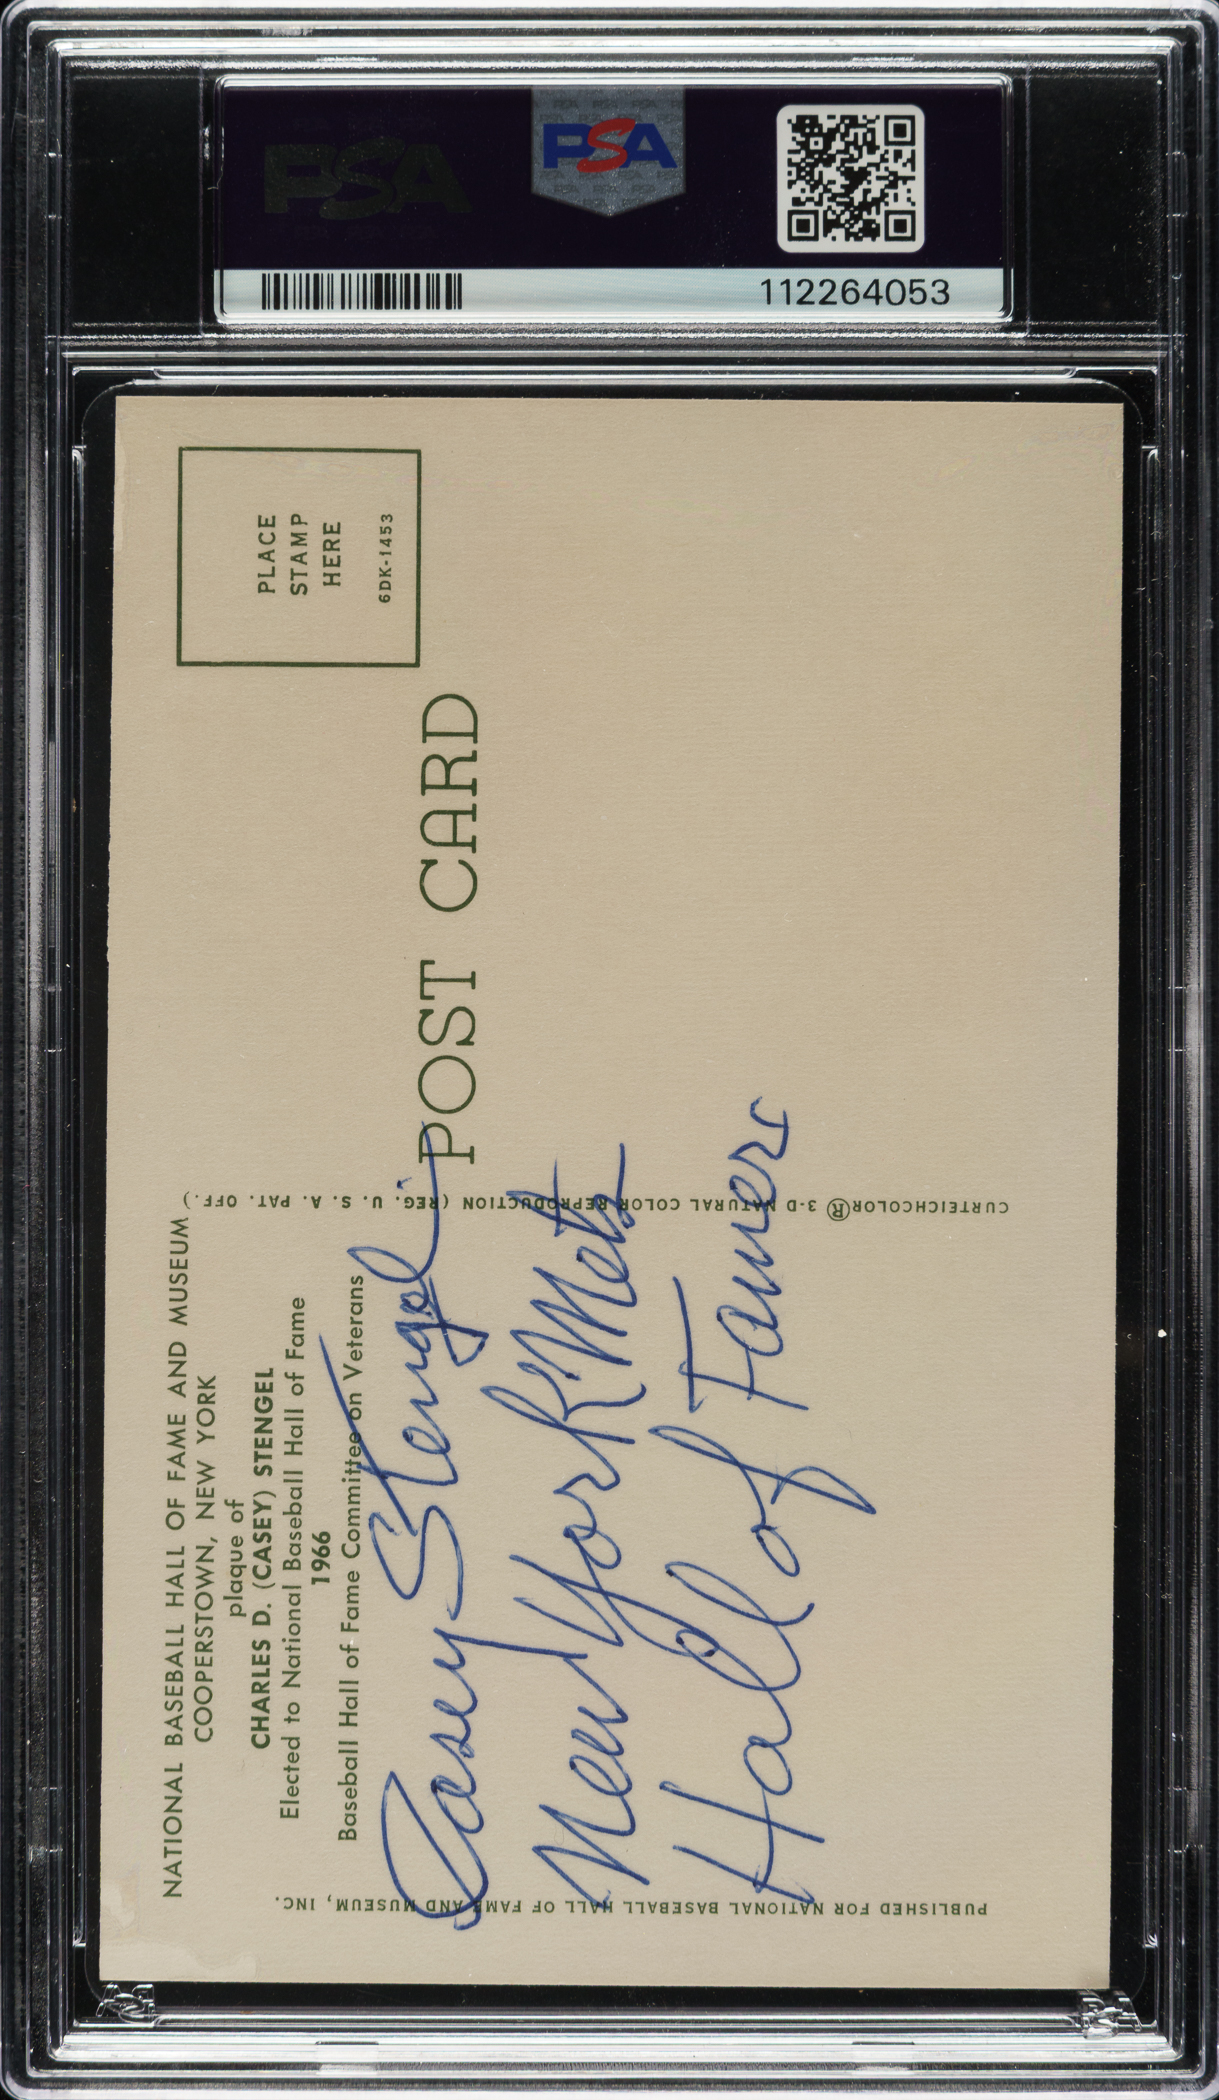 PSA
PSA
112264053
PLACE
STAMP
HERE
6DK-1453
POST CARD
NATIONAL BASEBALL HALL OF FAME AND MUSEUM
COOPERSTOWN, NEW YORK
plaque of
CHARLES D. (CASEY) STENGEL
Elected to National Baseball Hall of Fame
1966
Baseball Hall of Fame Committee on Veterans
Casey Stengel
New York Mets
Hall of Famer
CURTEICHCOLOR® 3-D NATURAL COLOR REPRODUCTION (REG. U. S. A. PAT. OFF.)
PUBLISHED FOR NATIONAL BASEBALL HALL OF FAME AND MUSEUM, INC.